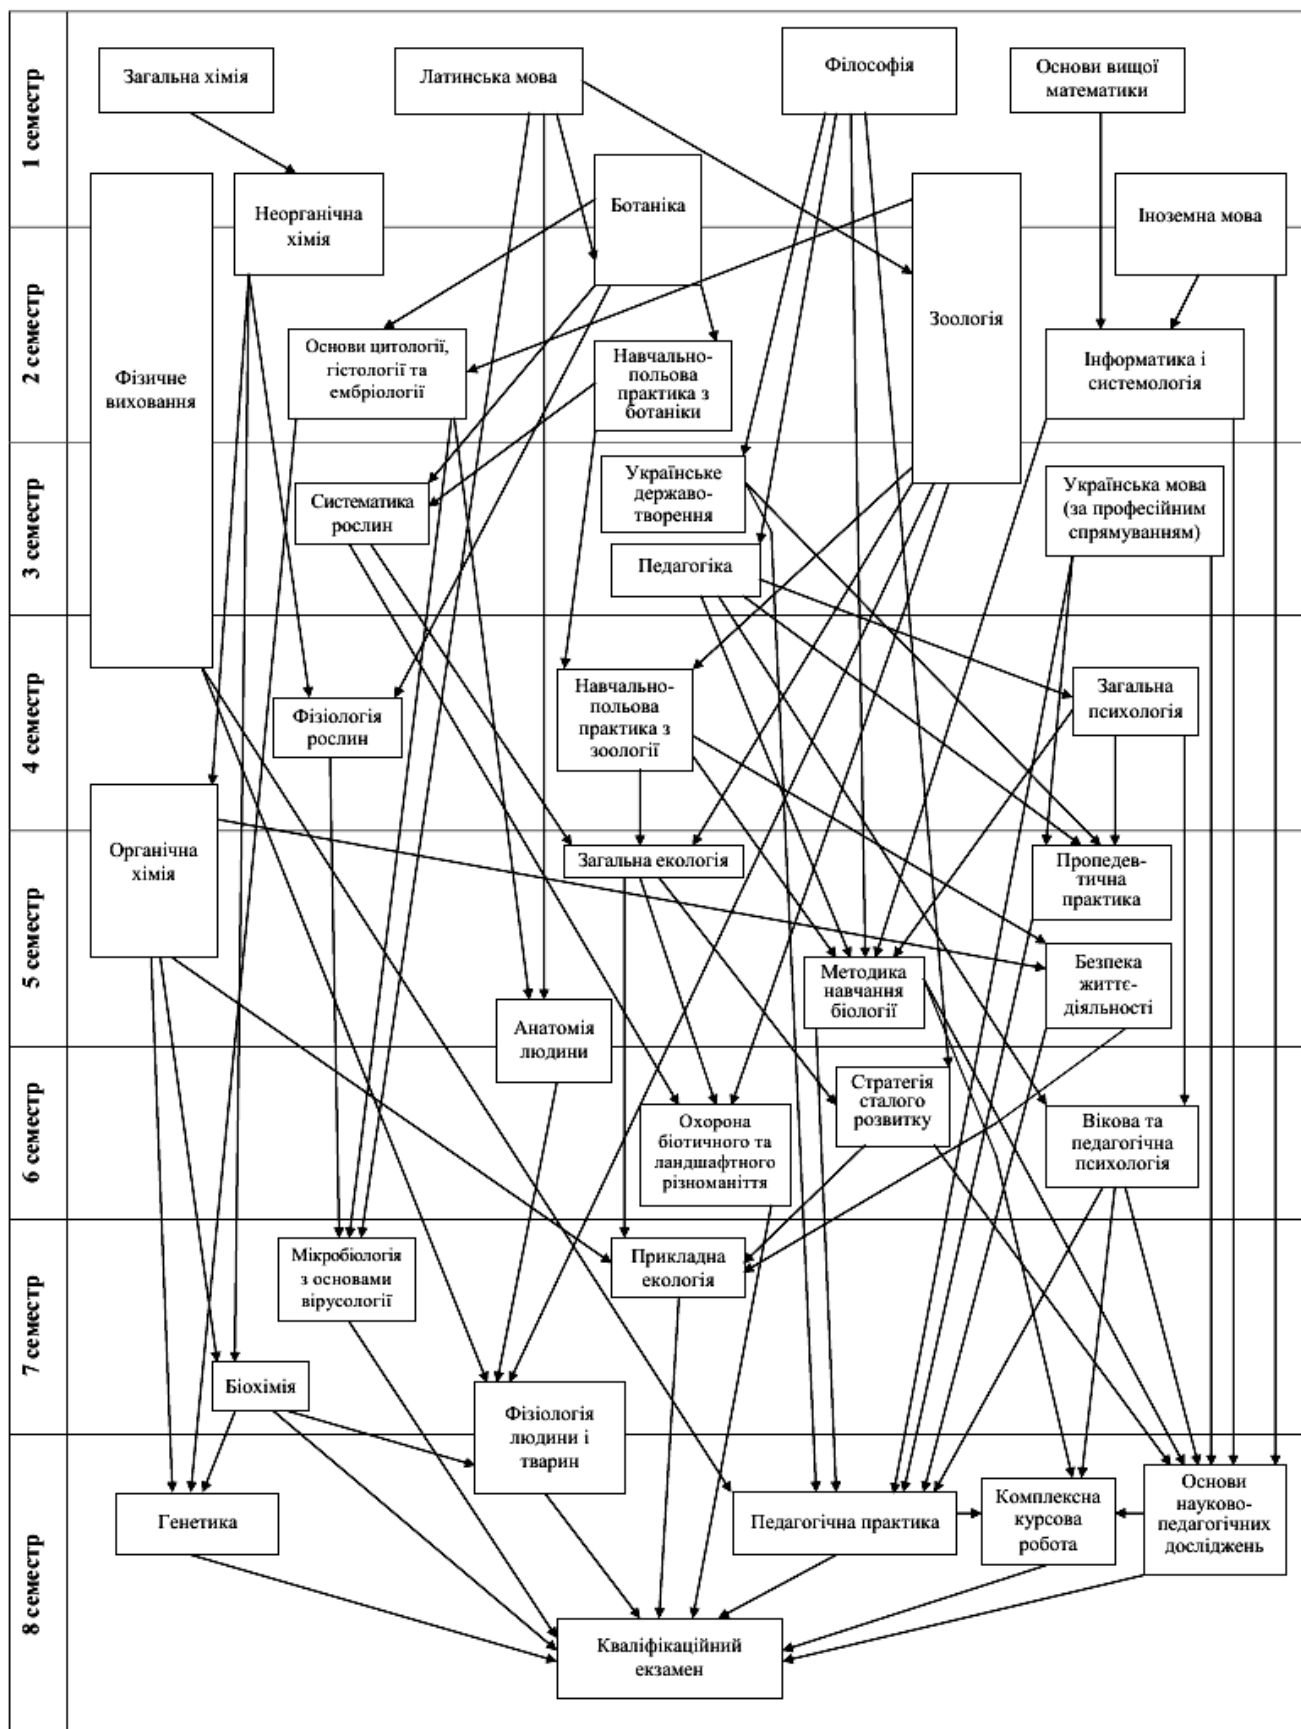 1 семестр
Загальна хімія
Латинська мова
Філософія
Основи вищої
математики
Неорганічна
хімія
Ботаніка
Іноземна мова
2 семестр
Фізичне
виховання
Основи цитології,
гістології та
ембріології
Навчально-
польова
практика з
ботаніки
Зоологія
Інформатика і
системологія
3 семестр
Систематика
рослин
Українське
державо-
творення
Педагогіка
Українська мова
(за професійним
спрямуванням)
4 семестр
Фізіологія
рослин
Навчально-
польова
практика з
зоології
Загальна
психологія
5 семестр
Органічна
хімія
Загальна екологія
Пропедев-
тична
практика
Методика
навчання
біології
Безпека
життє-
діяльності
Анатомія
людини
6 семестр
Охорона
біотичного та
ландшафтного
різноманіття
Стратегія
сталого
розвитку
Вікова та
педагогічна
психологія
7 семестр
Мікробіологія
з основами
вірусології
Прикладна
екологія
Біохімія
Фізіологія
людини і
тварин
8 семестр
Генетика
Педагогічна практика
Комплексна
курсова
робота
Основи
науково-
педагогічних
досліджень
Кваліфікаційний
екзамен